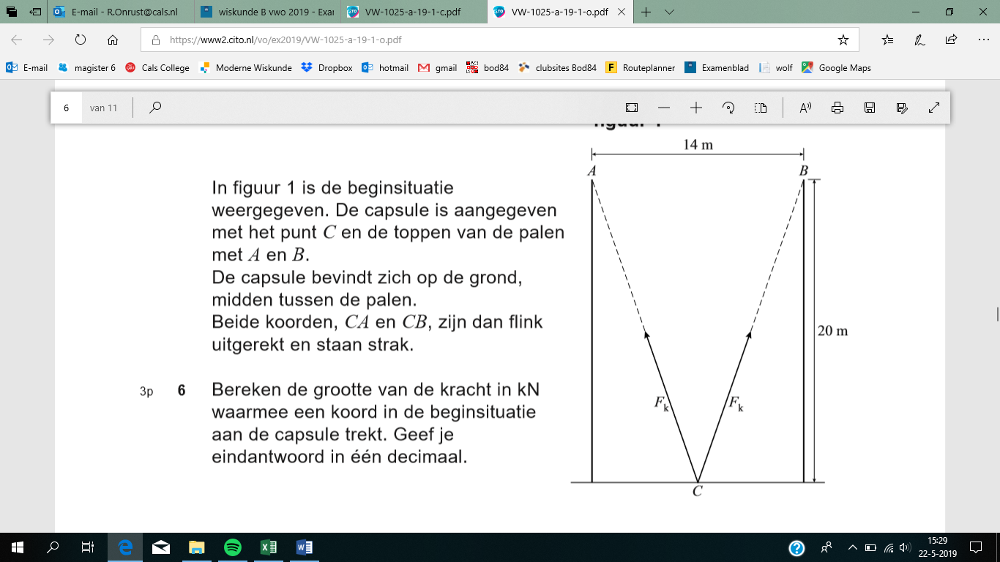 E-mail - R.Onrust@cals.nl
wiskunde B vwo 2019 - Exar
VW-1025-a-19-1-c.pdf
VW-1025-a-19-1-o.pdf
https://www2.cito.nl/vo/ex2019/VW-1025-a-19-1-o.pdf
E-mail
magister 6
Cals College
Moderne Wiskunde
Dropbox
hotmail
gmail
bod84
clubsites Bod84
Routeplanner
Examenblad
wolf
Google Maps
6 van 11
figuur 1
14 m
A
B
In figuur 1 is de beginsituatie
weergegeven. De capsule is aangegeven
met het punt C en de toppen van de palen
met A en B.
De capsule bevindt zich op de grond,
midden tussen de palen.
Beide koorden, CA en CB, zijn dan flink
uitgerekt en staan strak.
20 m
3p 6 Bereken de grootte van de kracht in kN
waarmee een koord in de beginsituatie
aan de capsule trekt. Geef je
eindantwoord in één decimaal.
Fk
Fk
C
15:29
22-5-2019